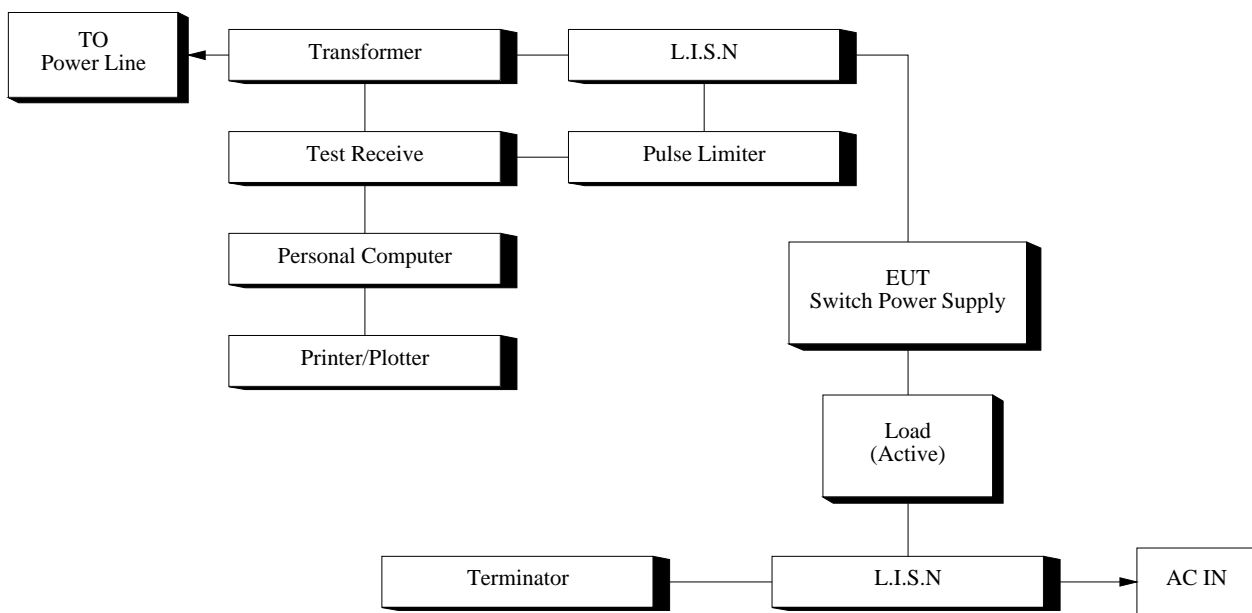 TO
Power Line
Transformer
L.I.S.N
Test Receive
Pulse Limiter
Personal Computer
EUT
Switch Power Supply
Printer/Plotter
Load
(Active)
Terminator
L.I.S.N
AC IN